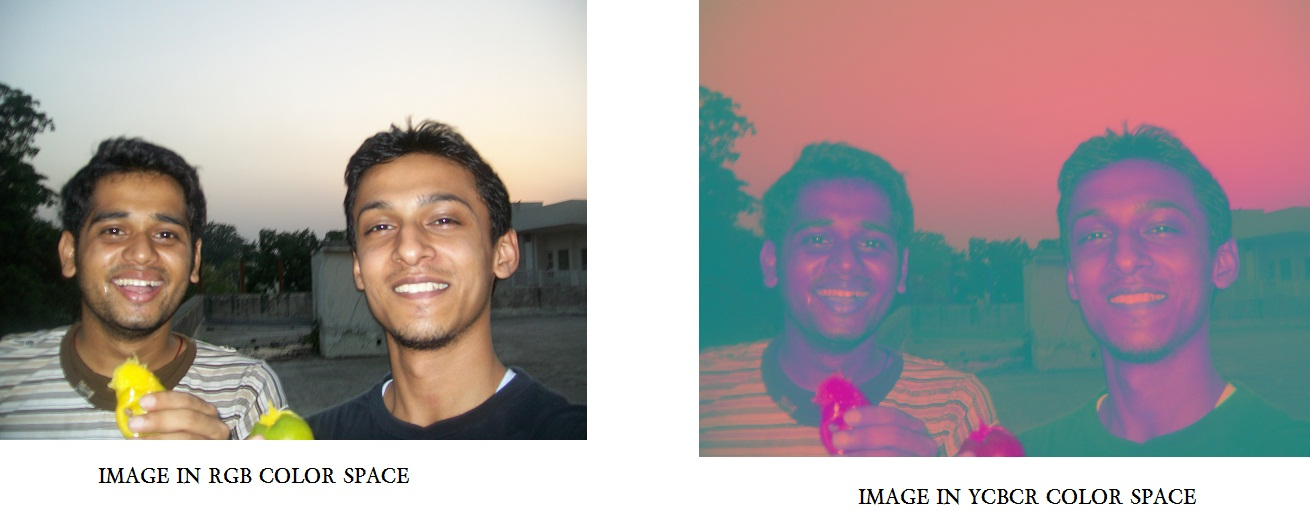 IMAGE IN RGB COLOR SPACE
IMAGE IN YCBCR COLOR SPACE